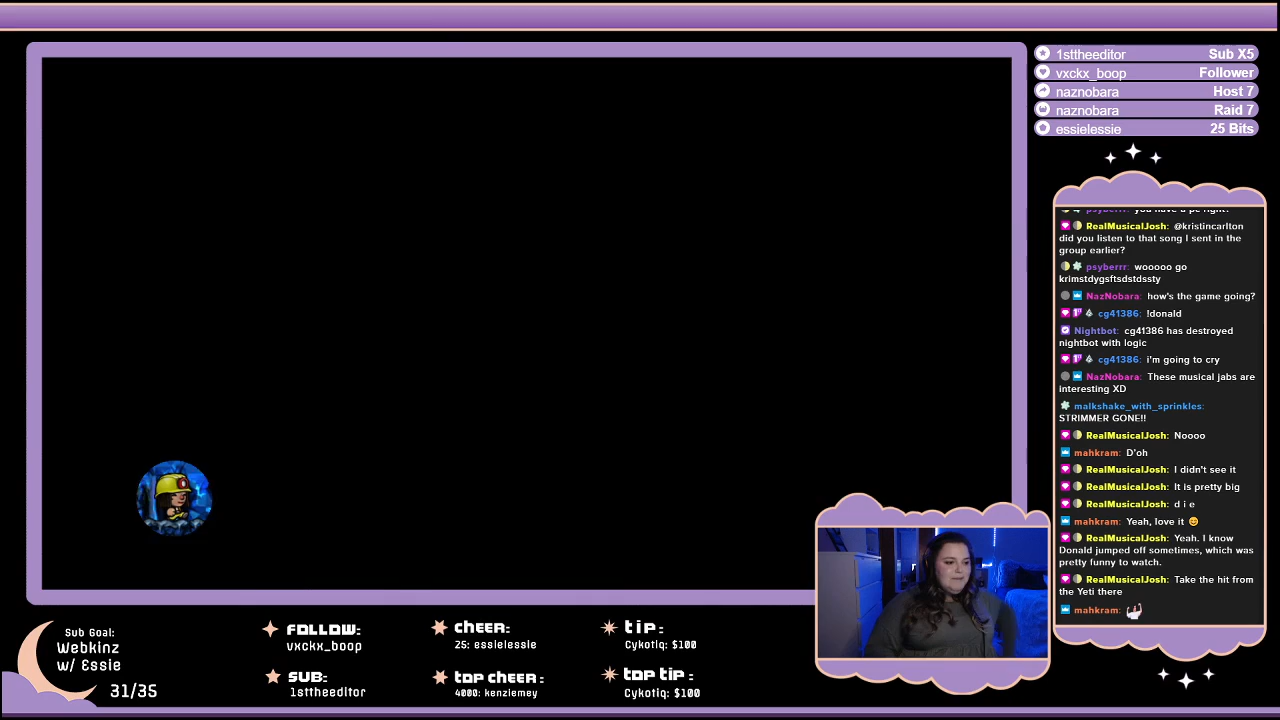 1sttheeditor Sub X5
vxckx_boop Follower
naznobara Host 7
naznobara Raid 7
essielessie 25 Bits
RealMusicalJosh: @kristincarlton
did you listen to that song I sent in the
group earlier?
psyberrr: wooooo go
krimstdygsftsdstdssty
NazNobara: how's the game going?
cg41386: !donald
Nightbot: cg41386 has destroyed
nightbot with logic
cg41386: i'm going to cry
NazNobara: These musical jabs are
interesting XD
malkshake_with_sprinkles:
STRIMMER GONE!!
RealMusicalJosh: Noooo
mahkram: D'oh
RealMusicalJosh: I didn't see it
RealMusicalJosh: It is pretty big
RealMusicalJosh: d i e
mahkram: Yeah, love it
RealMusicalJosh: Yeah. I know
Donald jumped off sometimes, which was
pretty funny to watch.
RealMusicalJosh: Take the hit from
the Yeti there
mahkram:
Sub Goal:
Webkinz
w/ Essie
31/35
FOLLOW:
vxckx_boop
SUB:
1sttheeditor
CHEER:
25: essielessie
TOP CHEER:
4000: kenziemey
TIP:
Cykotiq: $100
TOP TIP:
Cykotiq: $100